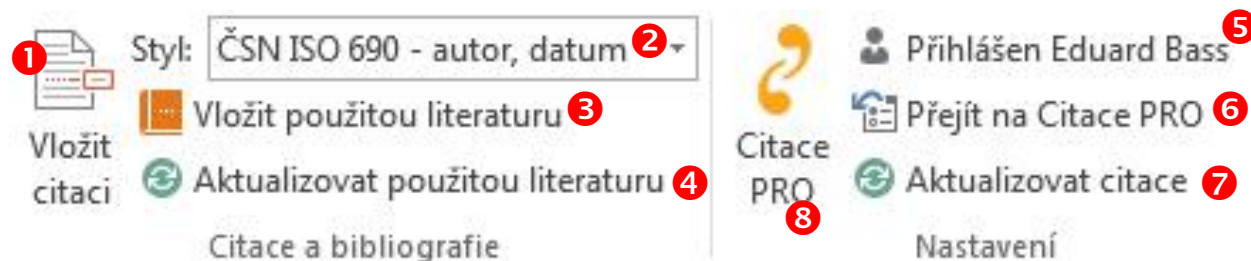 1
Vložit
citaci
Styl: ČSN ISO 690 - autor, datum 2
Vložit použitou literaturu 3
Aktualizovat použitou literaturu 4
Citace a bibliografie
Citace
PRO
8
Přihlášen Eduard Bass 5
Přejít na Citace PRO 6
Aktualizovat citace 7
Nastavení